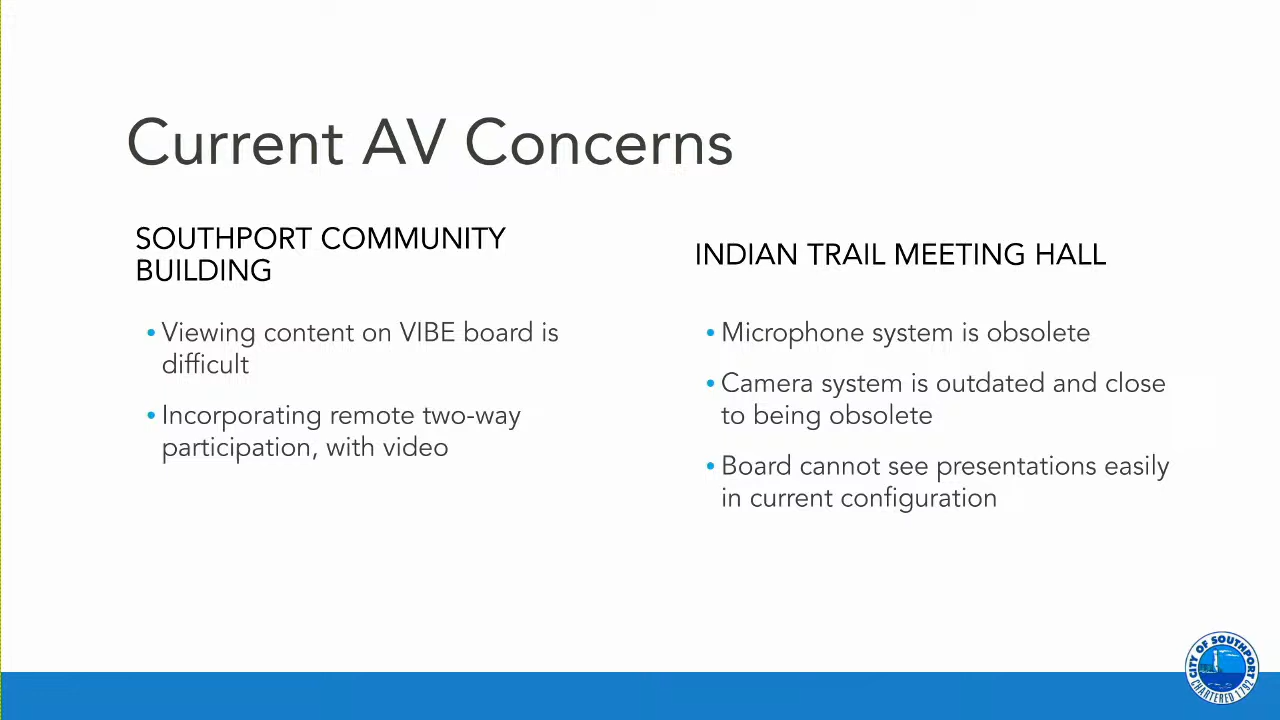 Current AV Concerns
SOUTHPORT COMMUNITY
BUILDING
• Viewing content on VIBE board is
difficult
• Incorporating remote two-way
participation, with video
INDIAN TRAIL MEETING HALL
• Microphone system is obsolete
• Camera system is outdated and close
to being obsolete
• Board cannot see presentations easily
in current configuration
CITY OF SOUTHPORT
CHARTERED 1792